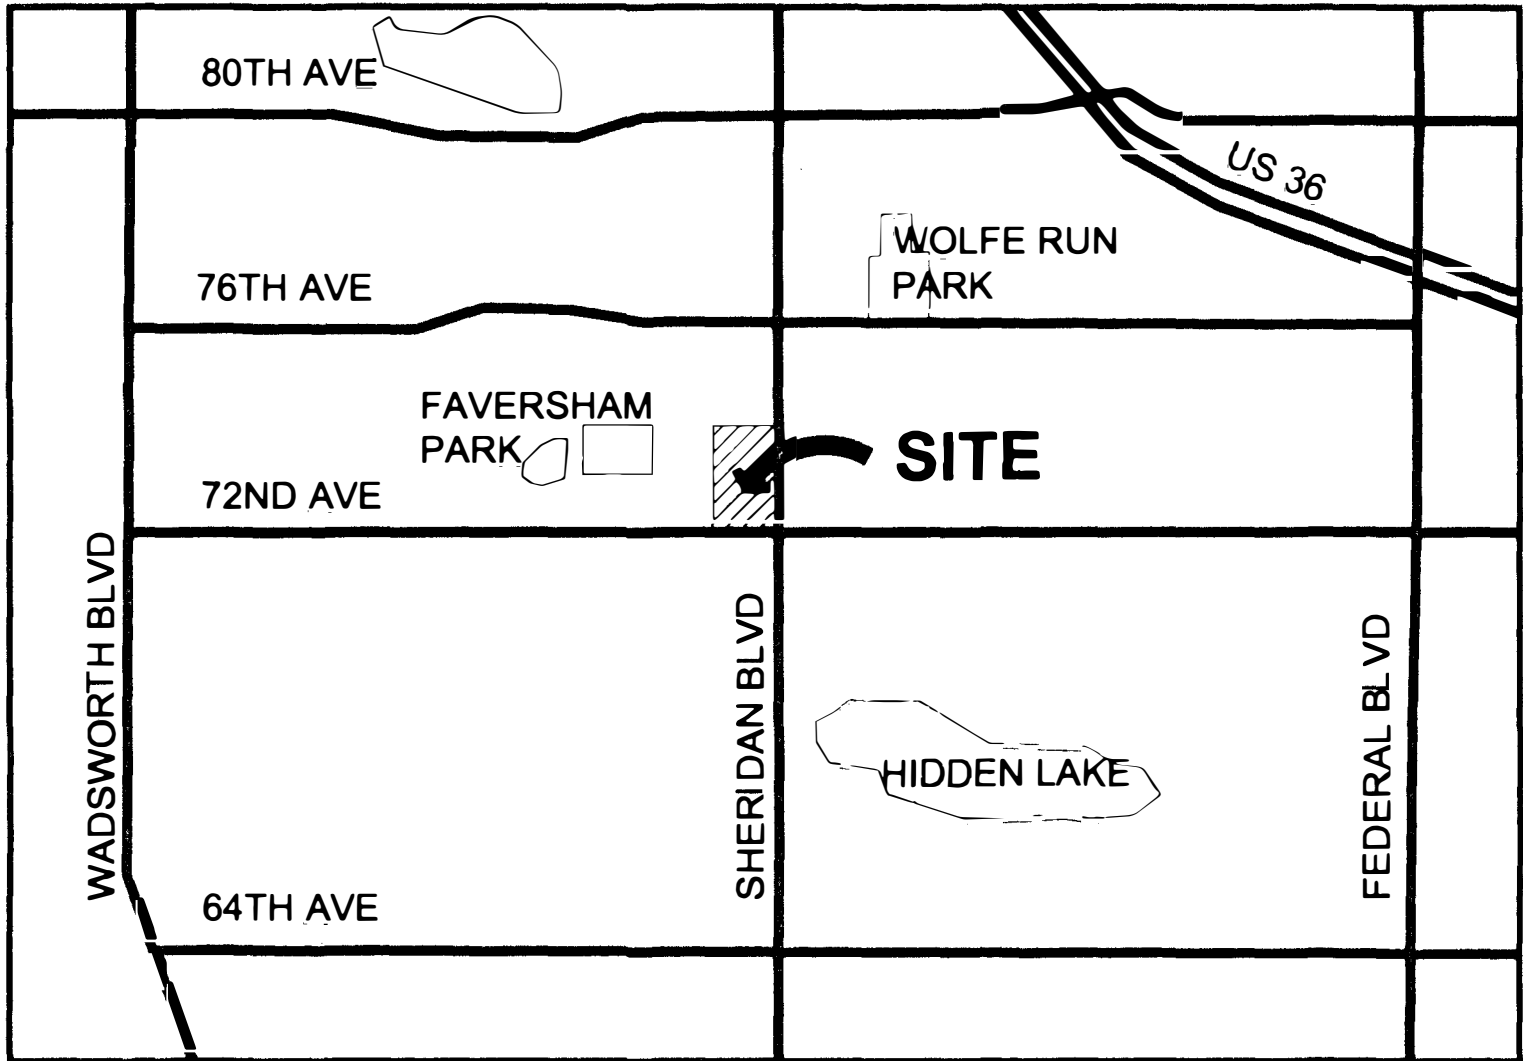 80TH AVE
US 36
WOLFE RUN
PARK
76TH AVE
FAVERSHAM
PARK
SITE
72ND AVE
WADSWORTH BLVD
SHERIDAN BLVD
FEDERAL BLVD
HIDDEN LAKE
64TH AVE